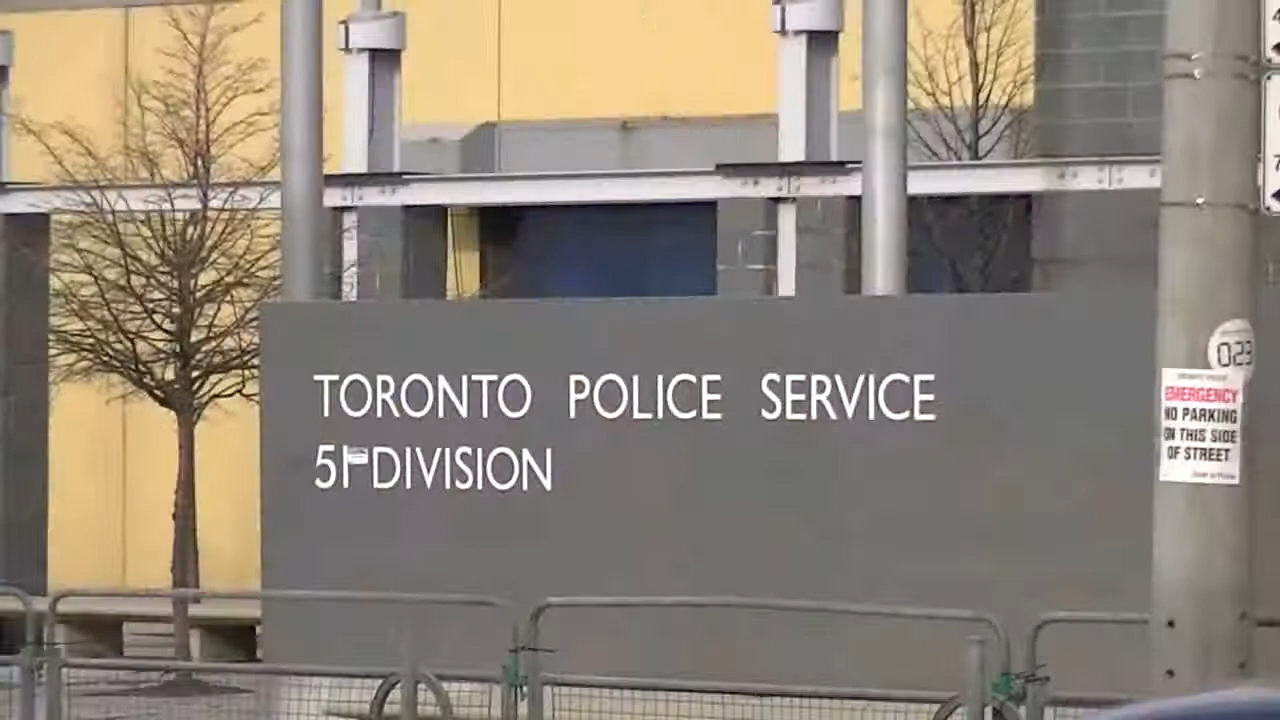 TORONTO POLICE SERVICE
51 DIVISION
023
EMERGENCY
NO PARKING
ON THIS SIDE
OF STREET